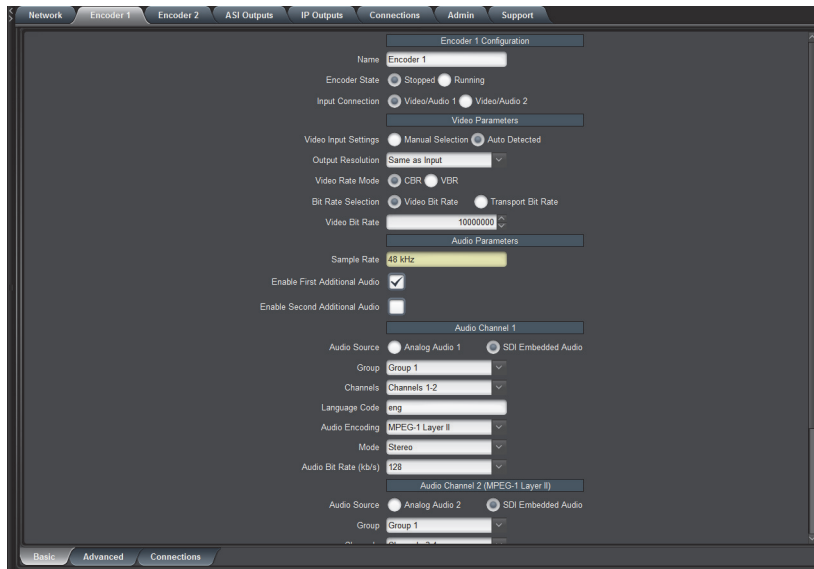 Network Encoder 1 Encoder 2 ASI Outputs IP Outputs Connections Admin Support
Encoder 1 Configuration
Name Encoder 1
Encoder State Stopped Running
Input Connection Video/Audio 1 Video/Audio 2
Video Parameters
Video Input Settings Manual Selection Auto Detected
Output Resolution Same as Input
Video Rate Mode CBR VBR
Bit Rate Selection Video Bit Rate Transport Bit Rate
Video Bit Rate 10000000
Audio Parameters
Sample Rate 48 kHz
Enable First Additional Audio
Enable Second Additional Audio
Audio Channel 1
Audio Source Analog Audio 1 SDI Embedded Audio
Group Group 1
Channels Channels 1-2
Language Code eng
Audio Encoding MPEG-1 Layer II
Mode Stereo
Audio Bit Rate (kb/s) 128
Audio Channel 2 (MPEG-1 Layer II)
Audio Source Analog Audio 2 SDI Embedded Audio
Group Group 1
Basic Advanced Connections